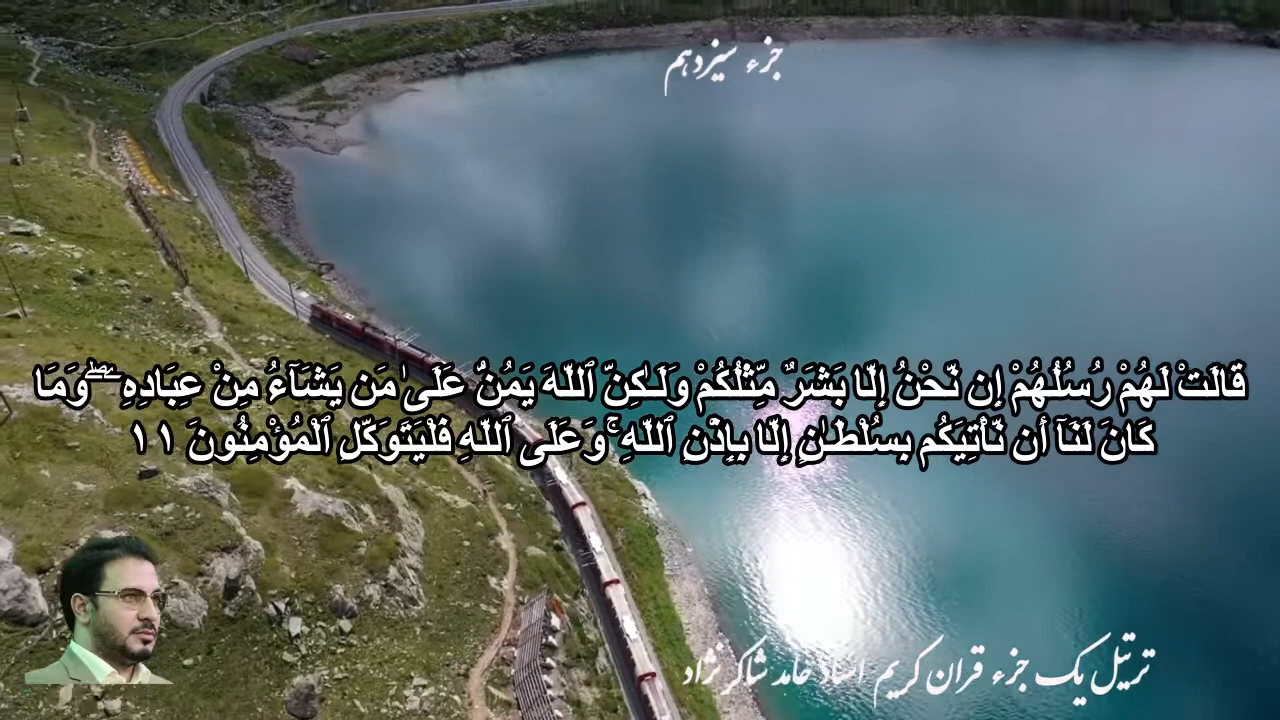 جزء سیزدهم
قَالَتْ لَهُمْ رُسُلُهُمْ إِن نَّحْنُ إِلَّا بَشَرٌ مِّثْلُكُمْ وَلَـٰكِنَّ ٱللَّهَ يَمُنُّ عَلَىٰ مَن يَشَآءُ مِنْ عِبَادِهِۦ ۖ وَمَا
كَانَ لَنَآ أَن نَّأْتِيَكُم بِسُلْطَـٰنٍ إِلَّا بِإِذْنِ ٱللَّهِ ۚ وَعَلَى ٱللَّهِ فَلْيَتَوَكَّلِ ٱلْمُؤْمِنُونَ ١١
ترتیل یک جزء قران کریم استاد حامد شاکر نژاد